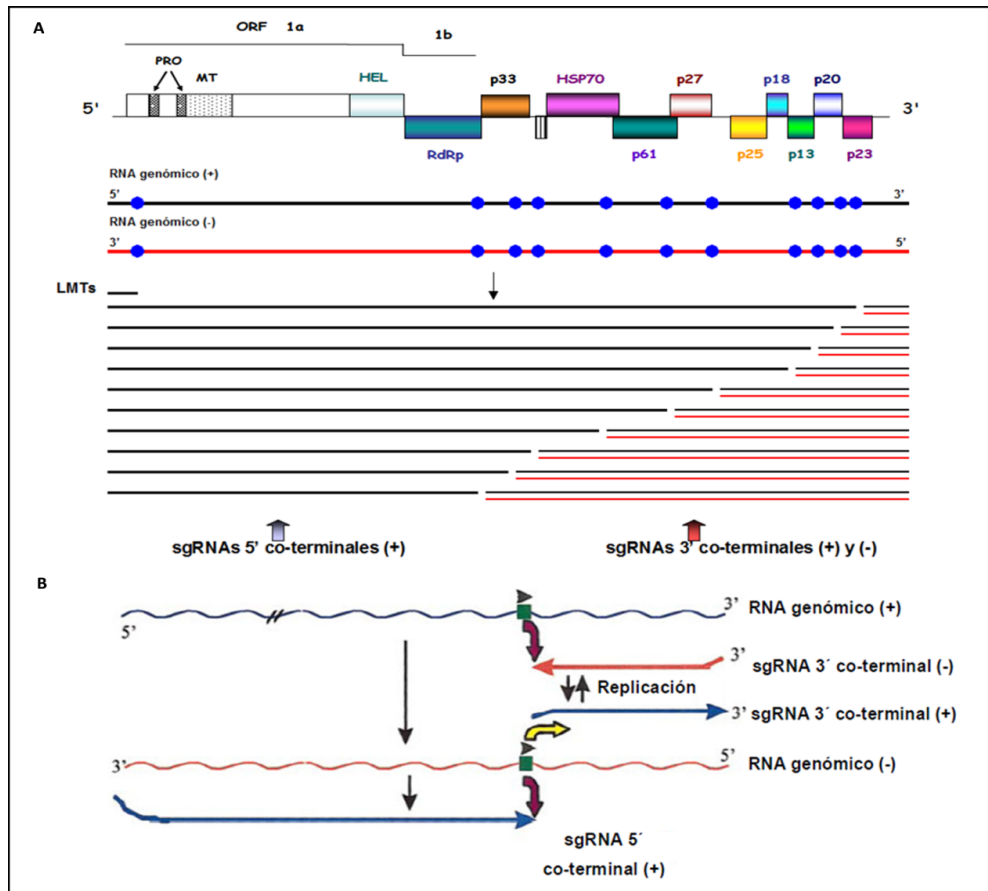 A
ORF 1a
1b
PRO
MT
HEL
p33
HSP70
p27
p18
p20
5'
3'
RdRp
p61
p25
p13
p23
RNA genómico (+)
5'
3'
RNA genómico (-)
3'
5'
LMTs
sgRNAs 5' co-terminales (+)
sgRNAs 3' co-terminales (+) y (-)
B
5'
3'
RNA genómico (+)
3'
sgRNA 3´ co-terminal (-)
Replicación
3'
sgRNA 3´ co-terminal (+)
3'
5'
RNA genómico (-)
sgRNA 5´
co-terminal (+)